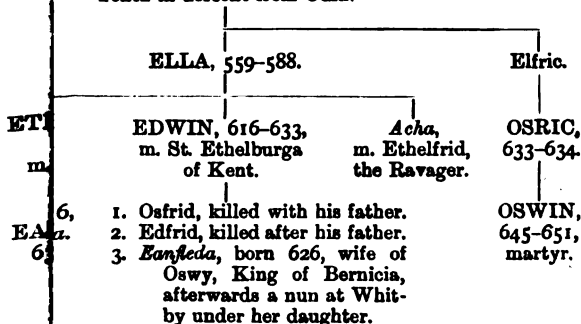 ELLA, 559–588.
Elfric.
EDWIN, 616–633,
m. St. Ethelburga
of Kent.
Acha,
m. Ethelfrid,
the Ravager.
OSRIC,
633–634.
m.
6,
1. Osfrid, killed with his father.
2. Edfrid, killed after his father.
3. Eanfleda, born 626, wife of
Oswy, King of Bernicia,
afterwards a nun at Whit-
by under her daughter.
OSWIN,
645–651,
martyr.